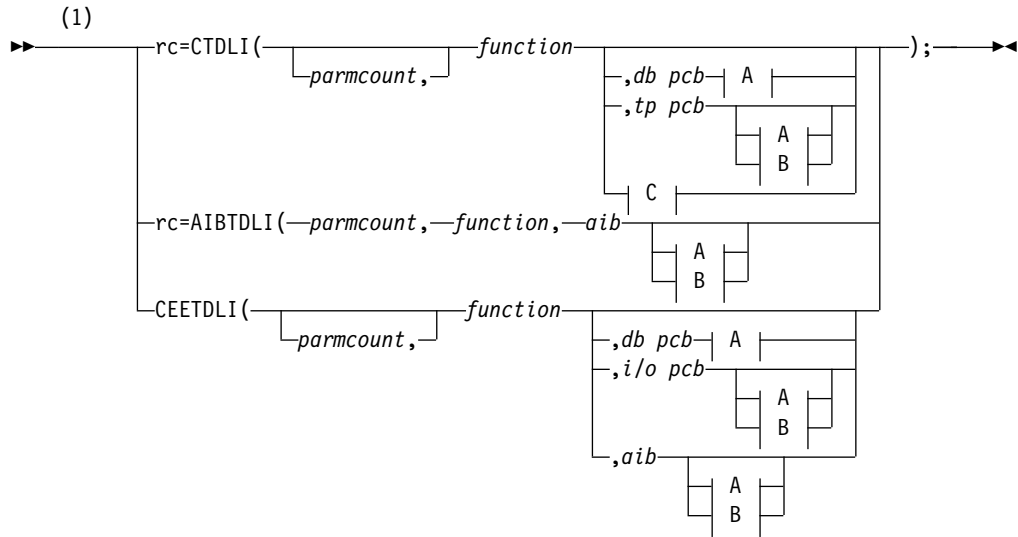 (1)
rc=CTDLI( function );
parmcount,
,db pcb A
,tp pcb
A
B
C
rc=AIBTDLI( parmcount, function, aib
A
B
CEETDLI( function
parmcount,
,db pcb A
,i/o pcb
A
B
,aib
A
B